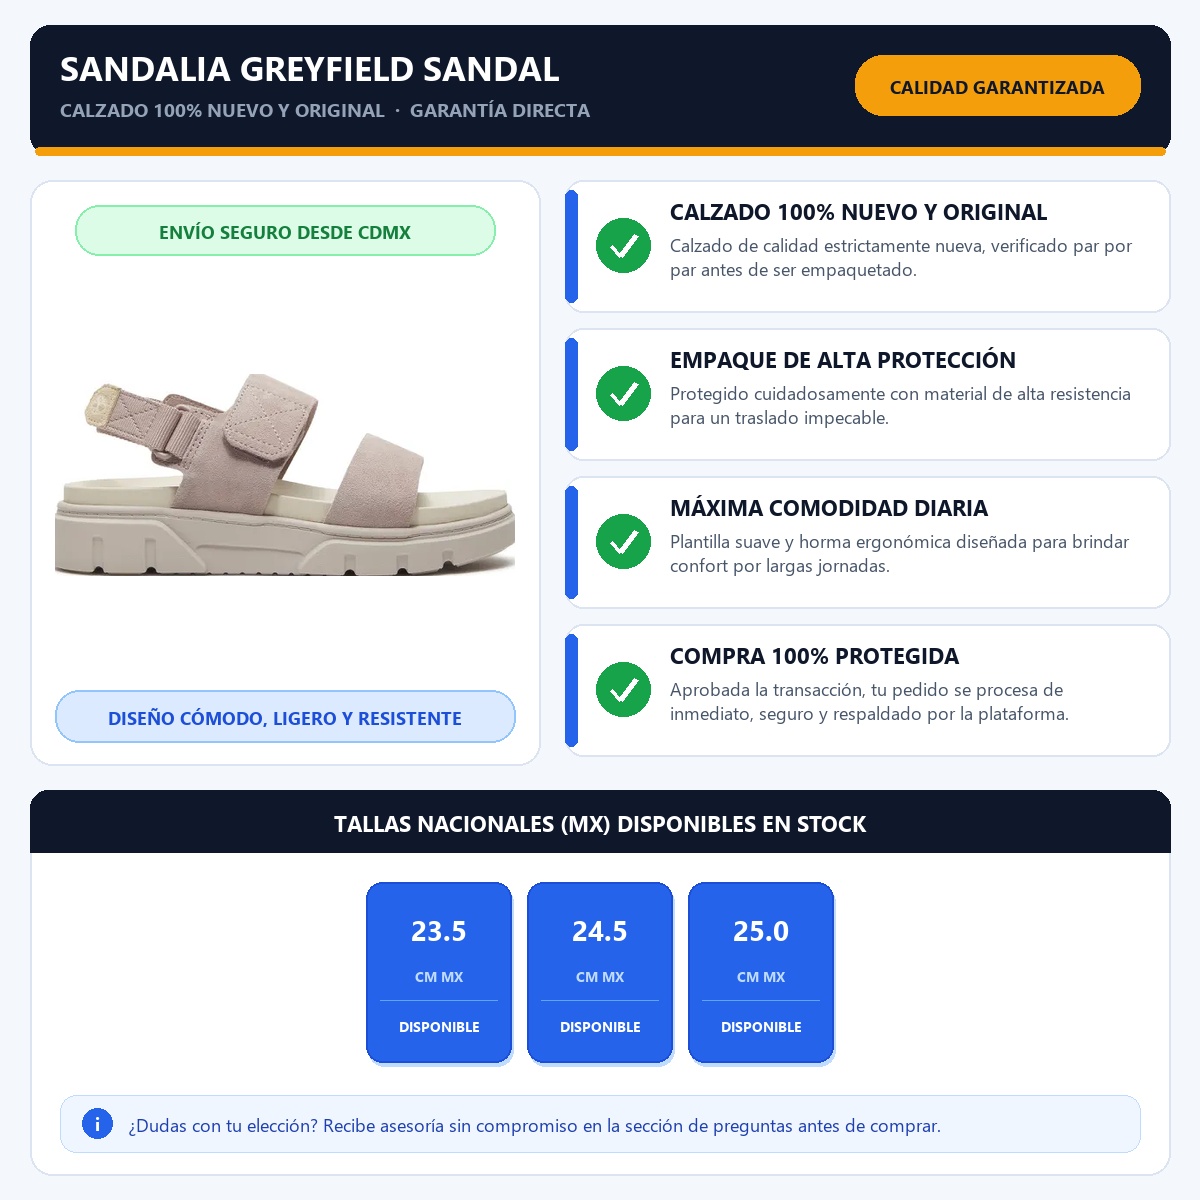 SANDALIA GREYFIELD SANDAL
CALZADO 100% NUEVO Y ORIGINAL · GARANTÍA DIRECTA
CALIDAD GARANTIZADA
ENVÍO SEGURO DESDE CDMX
DISEÑO CÓMODO, LIGERO Y RESISTENTE
CALZADO 100% NUEVO Y ORIGINAL
Calzado de calidad estrictamente nueva, verificado par por
par antes de ser empaquetado.
EMPAQUE DE ALTA PROTECCIÓN
Protegido cuidadosamente con material de alta resistencia
para un traslado impecable.
MÁXIMA COMODIDAD DIARIA
Plantilla suave y horma ergonómica diseñada para brindar
confort por largas jornadas.
COMPRA 100% PROTEGIDA
Aprobada la transacción, tu pedido se procesa de
inmediato, seguro y respaldado por la plataforma.
TALLAS NACIONALES (MX) DISPONIBLES EN STOCK
23.5
CM MX
DISPONIBLE
24.5
CM MX
DISPONIBLE
25.0
CM MX
DISPONIBLE
¿Dudas con tu elección? Recibe asesoría sin compromiso en la sección de preguntas antes de comprar.